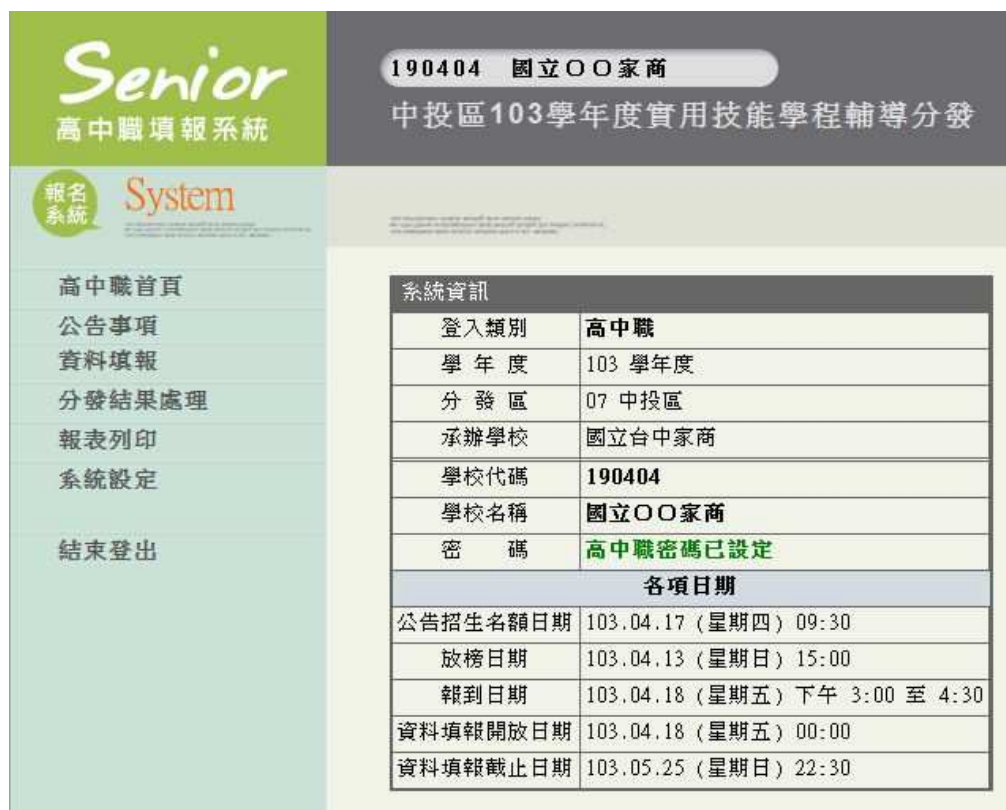 Senior
高中職填報系統
190404 國立〇〇家商
中投區103學年度實用技能學程輔導分發
報名
系統
System
高中職首頁
公告事項
資料填報
分發結果處理
報表列印
系統設定
結束登出
系統資訊
登入類別 高中職
學年度 103 學年度
分發區 07 中投區
承辦學校 國立台中家商
學校代碼 190404
學校名稱 國立〇〇家商
密碼 高中職密碼已設定
各項日期
公告招生名額日期 103.04.17 (星期四) 09:30
放榜日期 103.04.13 (星期日) 15:00
報到日期 103.04.18 (星期五) 下午 3:00 至 4:30
資料填報開放日期 103.04.18 (星期五) 00:00
資料填報截止日期 103.05.25 (星期日) 22:30